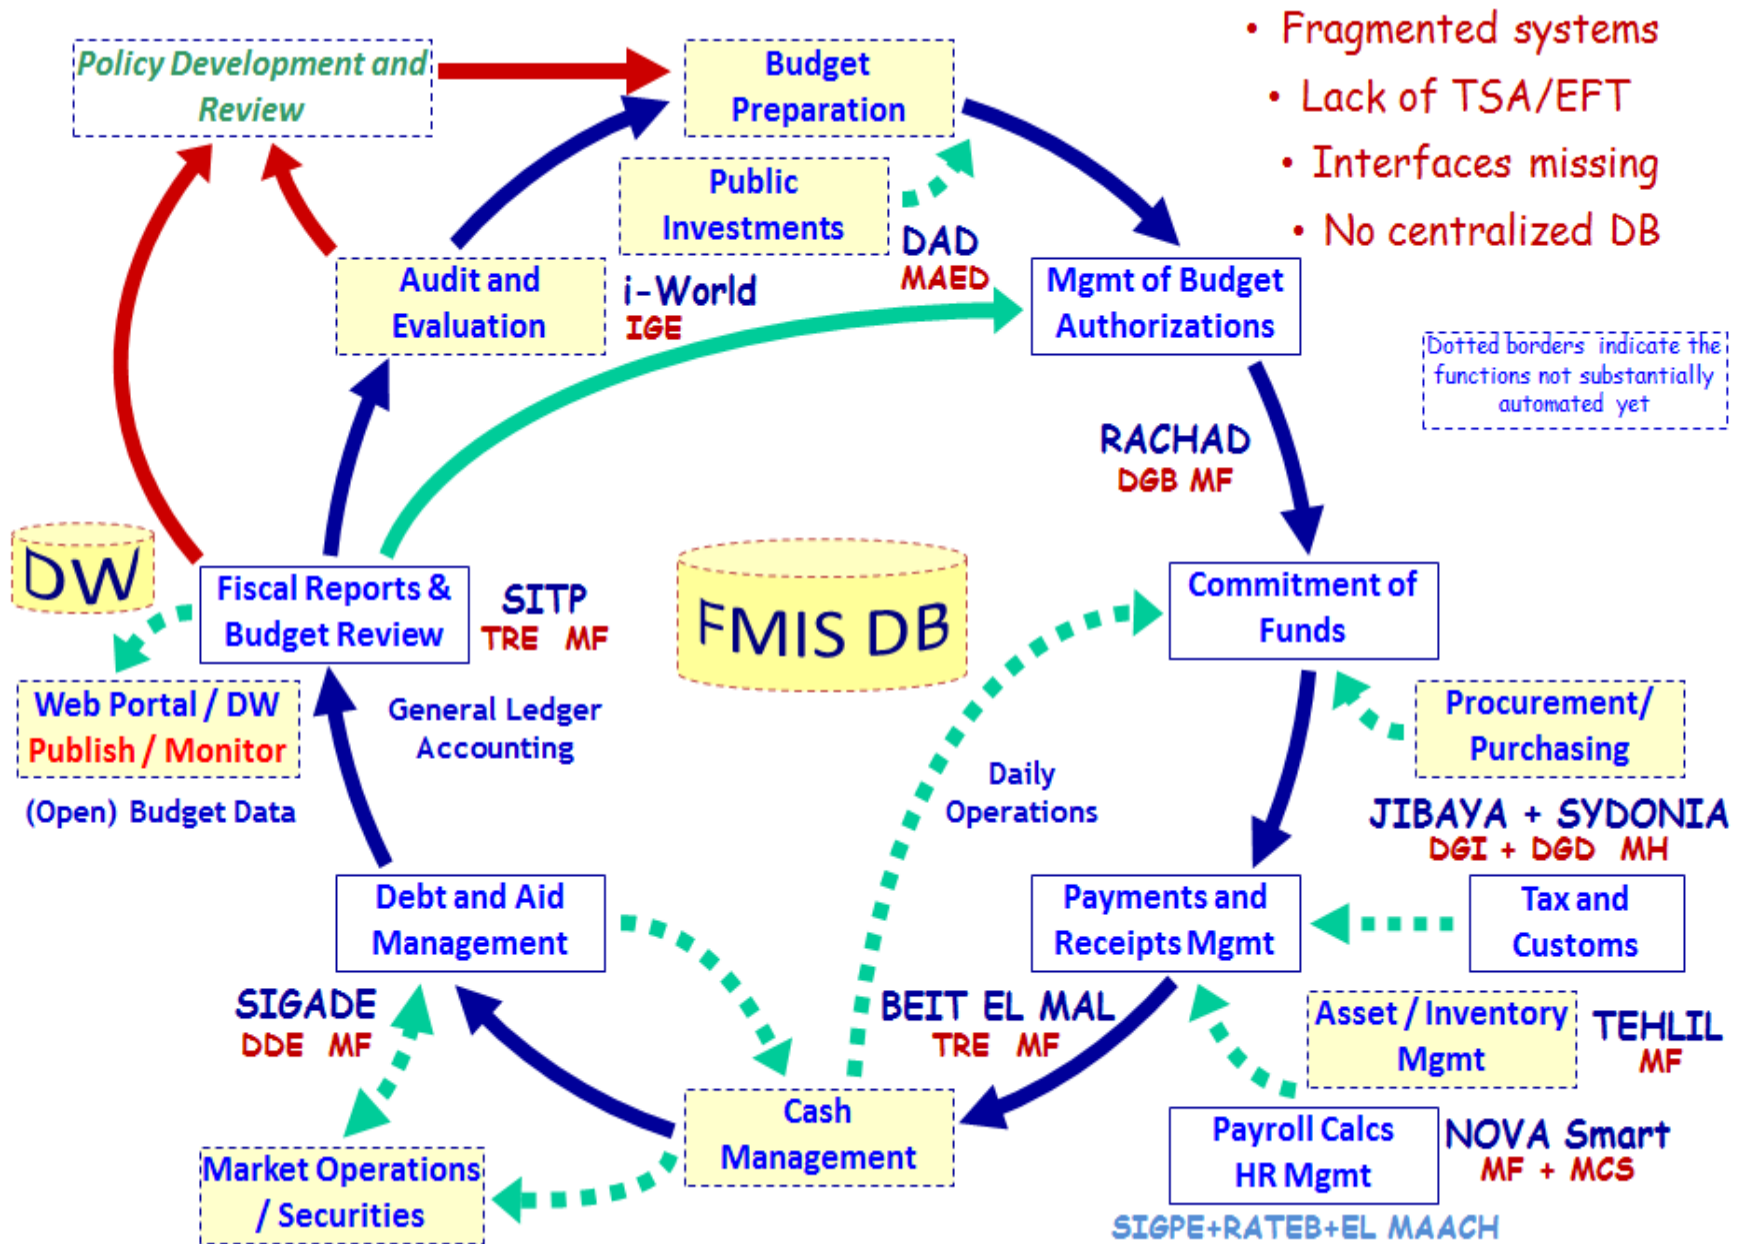 Policy Development and
Review
Budget
Preparation
• Fragmented systems
• Lack of TSA/EFT
• Interfaces missing
• No centralized DB
Public
Investments
DAD
MAED
Audit and
Evaluation
i-World
IGE
Mgmt of Budget
Authorizations
Dotted borders indicate the
functions not substantially
automated yet
RACHAD
DGB MF
DW
Fiscal Reports &
Budget Review
SITP
TRE MF
FMIS DB
Commitment of
Funds
Web Portal / DW
Publish / Monitor
(Open) Budget Data
General Ledger
Accounting
Daily
Operations
Procurement/
Purchasing
JIBAYA + SYDONIA
DGI + DGD MH
Debt and Aid
Management
Payments and
Receipts Mgmt
Tax and
Customs
SIGADE
DDE MF
BEIT EL MAL
TRE MF
Asset / Inventory
Mgmt
TEHLIL
MF
Cash
Management
Payroll Calcs
HR Mgmt
NOVA Smart
MF + MCS
Market Operations
/ Securities
SIGPE+RATEB+EL MAACH